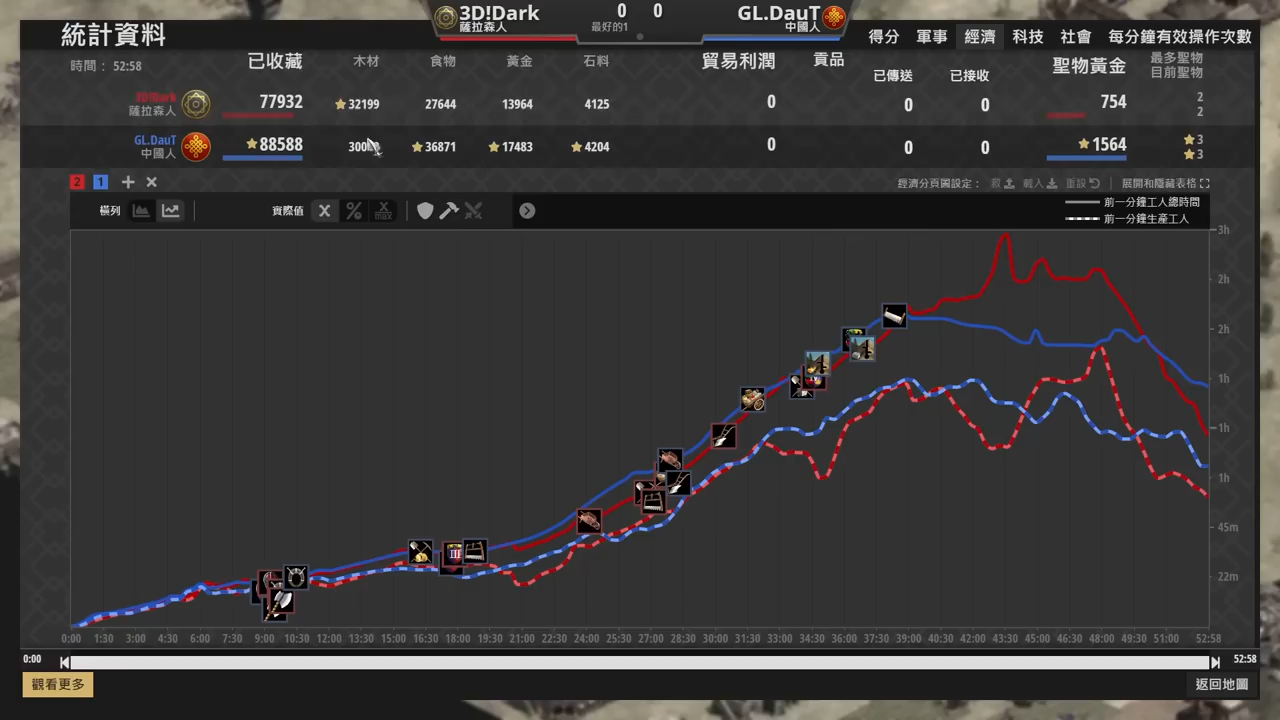 3D!Dark
薩拉森人
0 0
最好的1
GL.DauT
中國人
統計資料
得分 軍事 經濟 科技 社會 每分鐘有效操作次數
時間： 52:58
已收藏 木材 食物 黃金 石料 貿易利潤 貢品 已傳送 已接收 聖物黃金 最多聖物
目前聖物
3D!Dark
薩拉森人
77932 32199 27644 13964 4125 0 0 0 754 2
2
GL.DauT
中國人
88588 36871 17483 4204 0 0 0 1564 3
3
2 1
經濟分頁圖設定： 載入 重設 展開和隱藏表格
橫列 實際值 X % X
max
前一分鐘工人總時間
前一分鐘生產工人
3h
2h
2h
1h
1h
1h
45m
22m
III
0:00 1:30 3:00 4:30 6:00 7:30 9:00 10:30 12:00 13:30 15:00 16:30 18:00 19:30 21:00 22:30 24:00 25:30 27:00 28:30 30:00 31:30 33:00 34:30 36:00 37:30 39:00 40:30 42:00 43:30 45:00 46:30 48:00 49:30 51:00 52:58
0:00 52:58
觀看更多 返回地圖